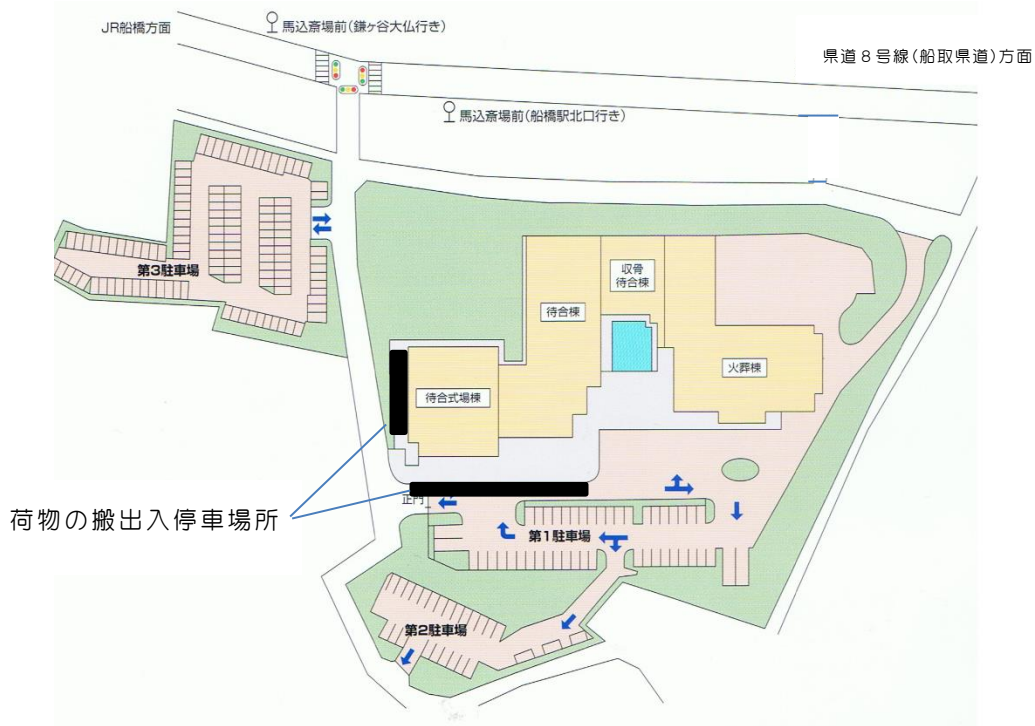 JR船橋方面
馬込斎場前(鎌ヶ谷大仏行き)
県道８号線(船取県道)方面
馬込斎場前(船橋駅北口行き)
第3駐車場
収骨
待合棟
待合棟
火葬棟
待合式場棟
正門
荷物の搬出入停車場所
第1駐車場
第2駐車場